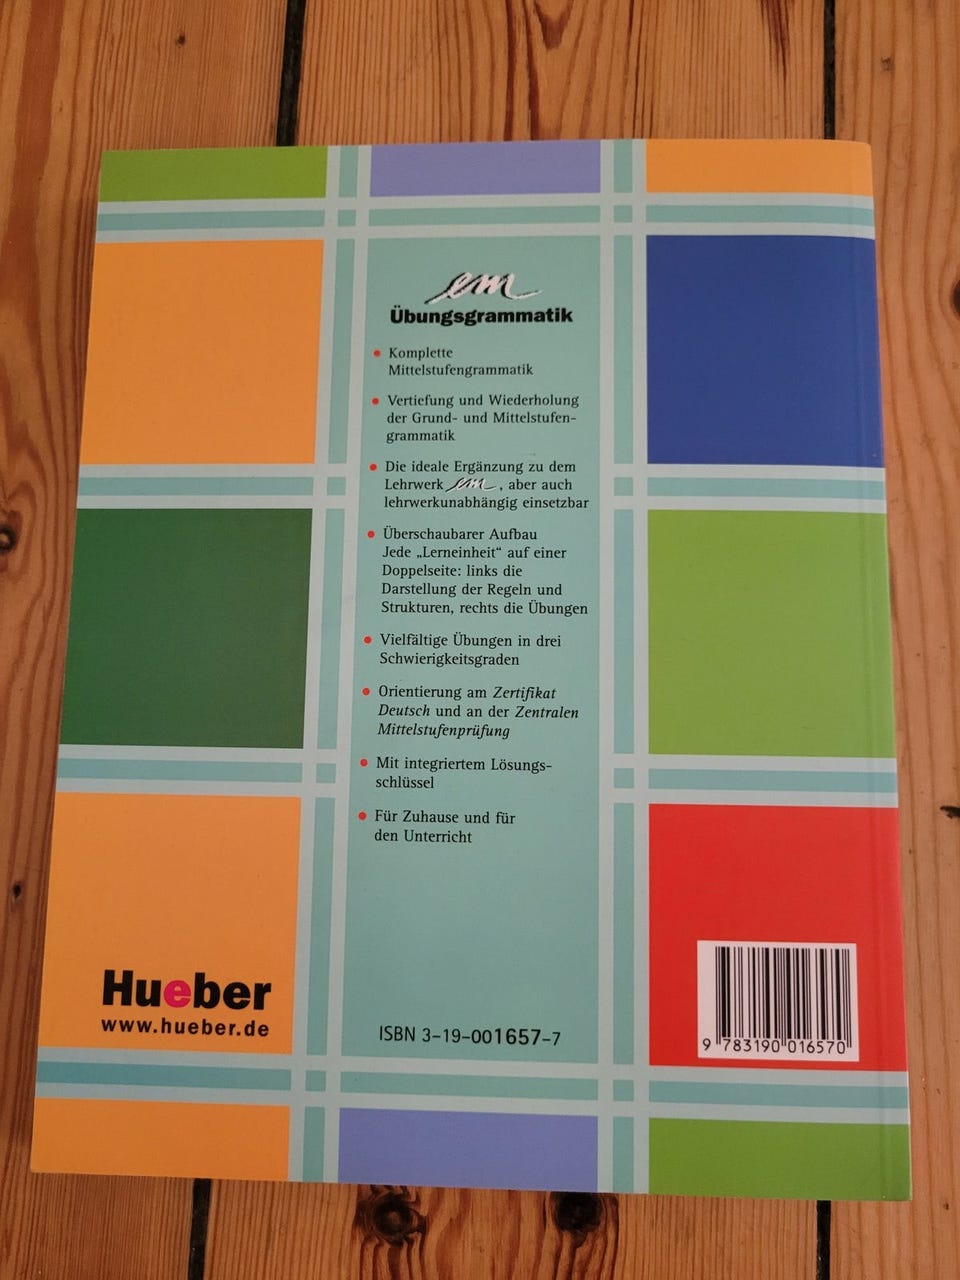 em
Übungsgrammatik
• Komplette
Mittelstufengrammatik
• Vertiefung und Wiederholung
der Grund- und Mittelstufen-
grammatik
• Die ideale Ergänzung zu dem
Lehrwerk em, aber auch
lehrwerkunabhängig einsetzbar
• Überschaubarer Aufbau
Jede „Lerneinheit“ auf einer
Doppelseite: links die
Darstellung der Regeln und
Strukturen, rechts die Übungen
• Vielfältige Übungen in drei
Schwierigkeitsgraden
• Orientierung am Zertifikat
Deutsch und an der Zentralen
Mittelstufenprüfung
• Mit integriertem Lösungs-
schlüssel
• Für Zuhause und für
den Unterricht
Hueber
www.hueber.de
ISBN 3-19-001657-7
9 783190 016570